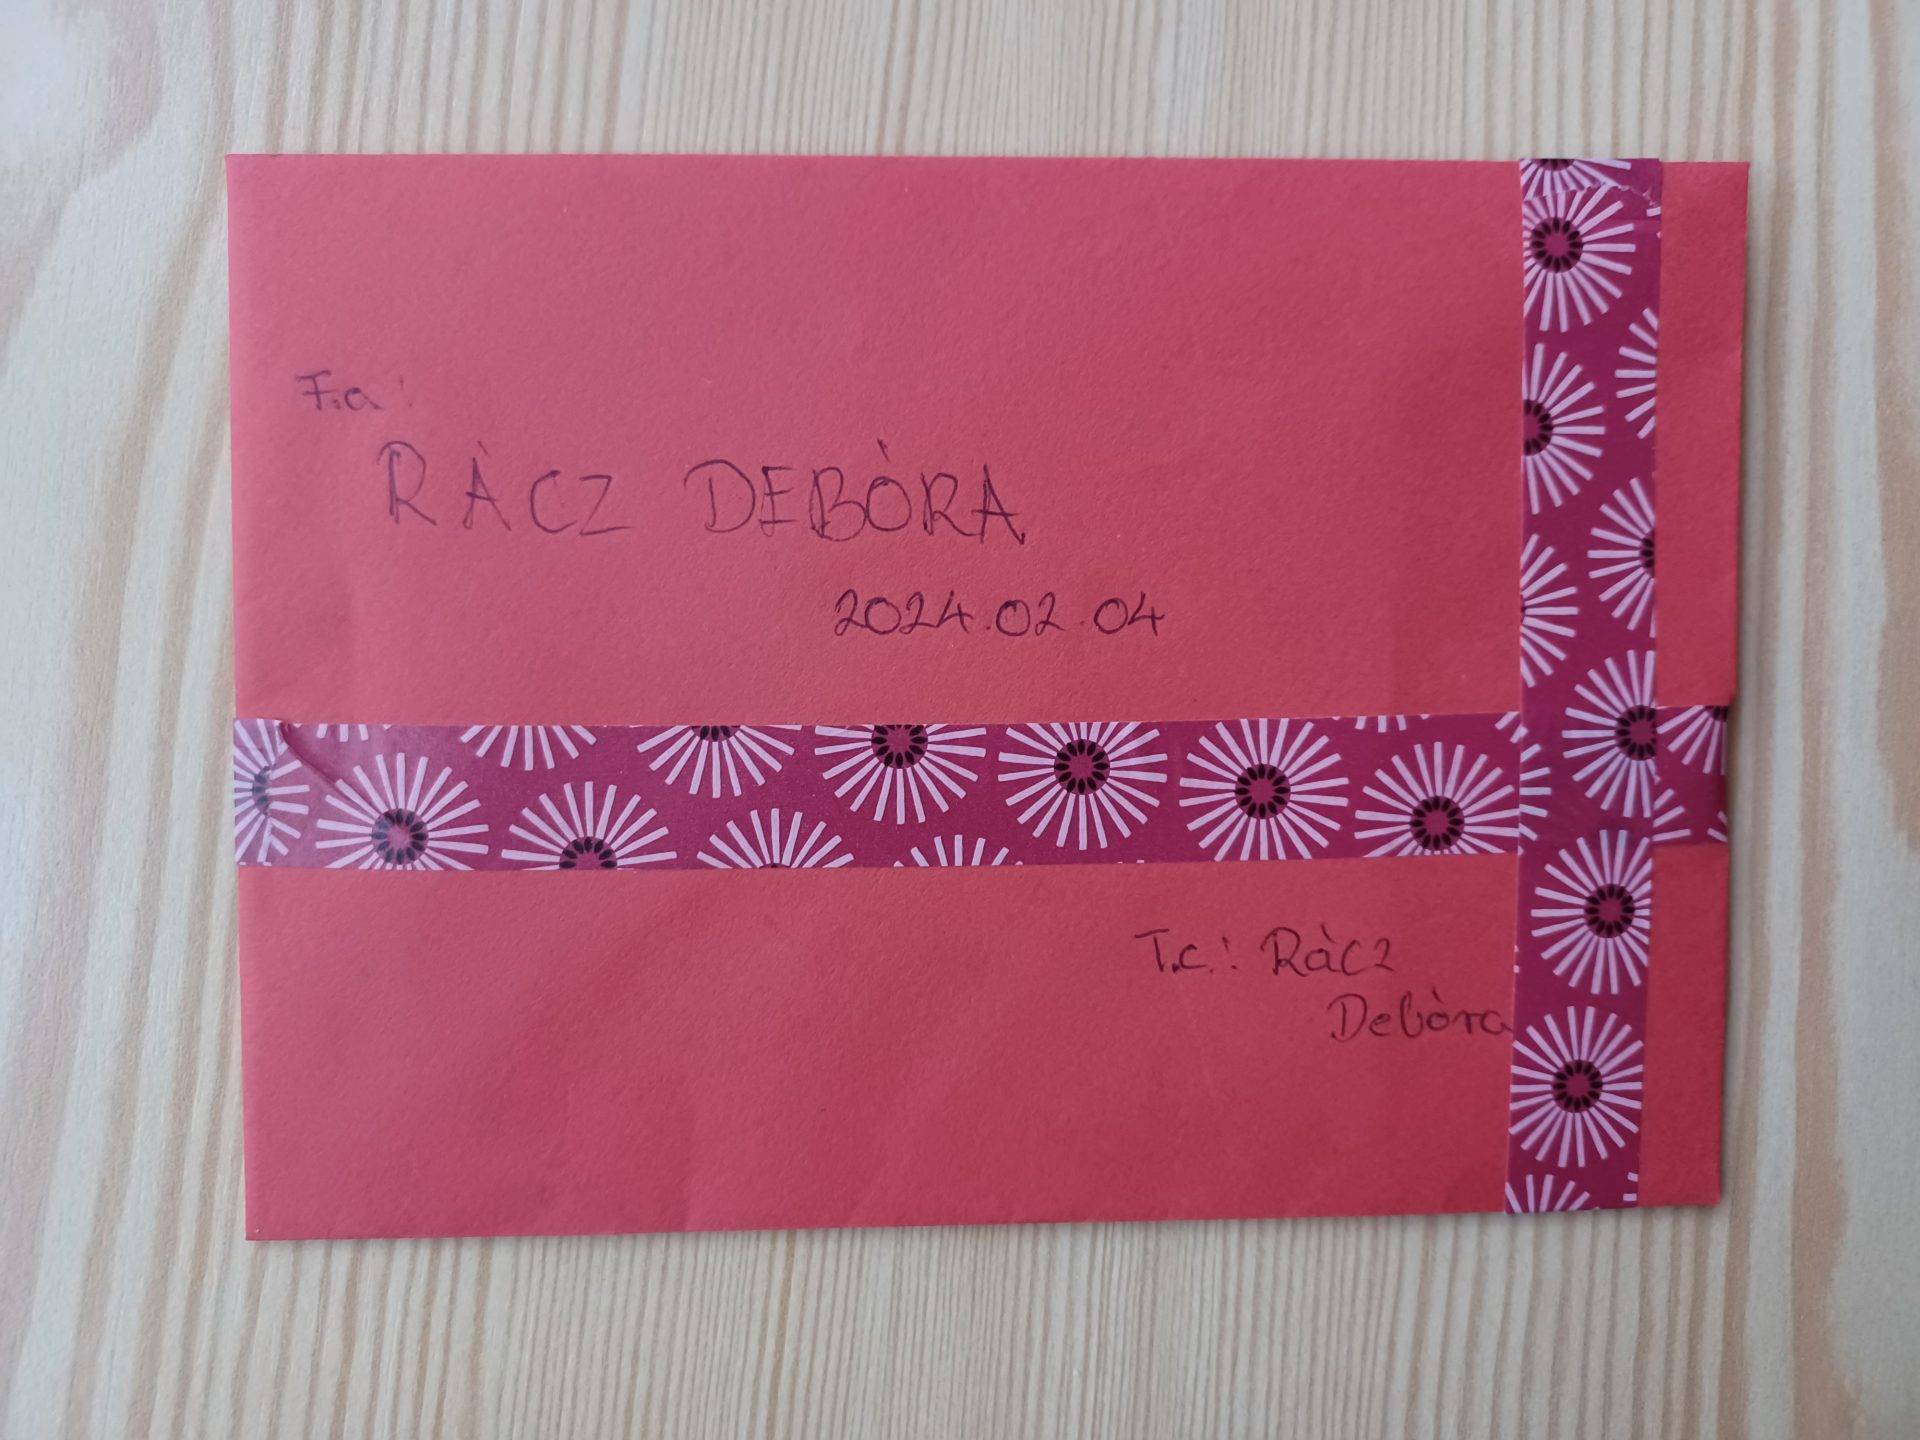 F.a:
RÀCZ DEBÒRA
2024.02.04
T.c.: Ràcz
Debòra